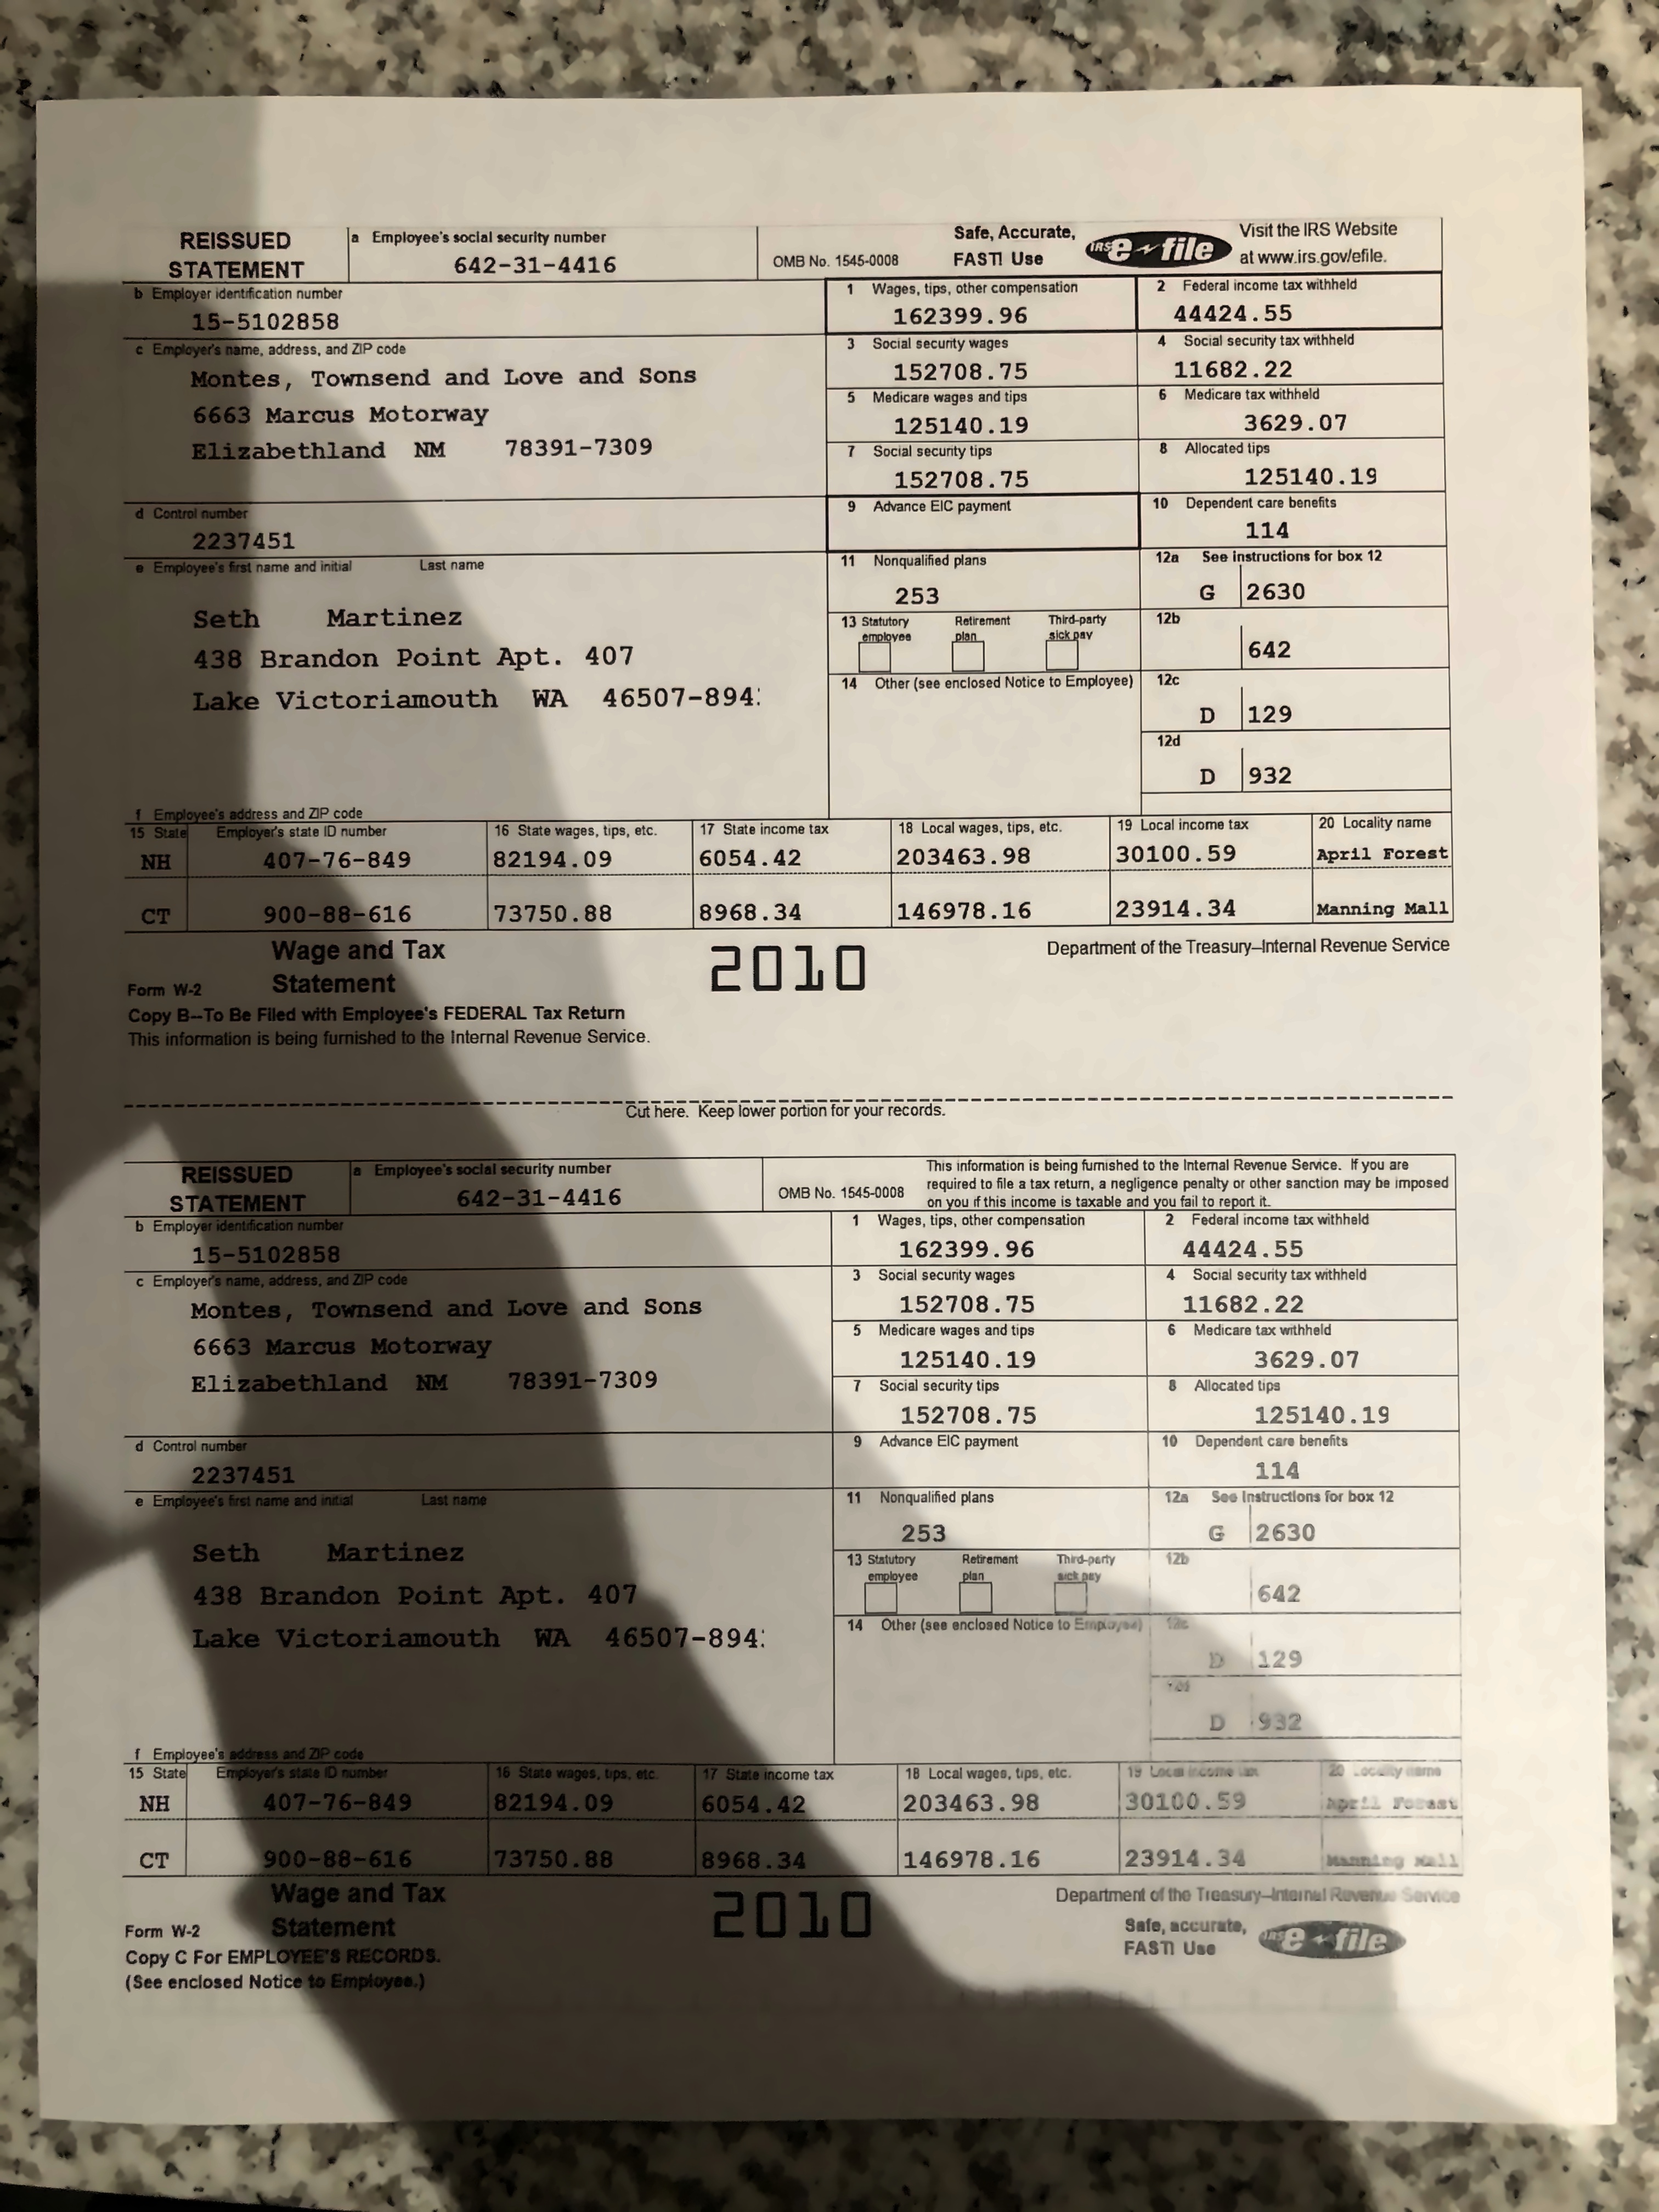 REISSUED STATEMENT
a Employee's social security number
642-31-4416
OMB No. 1545-0008
Safe, Accurate, FAST! Use
IRS e-file
Visit the IRS Website at www.irs.gov/efile.
b Employer identification number
15-5102858
1 Wages, tips, other compensation
162399.96
2 Federal income tax withheld
44424.55
c Employer's name, address, and ZIP code
Montes, Townsend and Love and Sons
6663 Marcus Motorway
Elizabethland NM 78391-7309
3 Social security wages
152708.75
4 Social security tax withheld
11682.22
5 Medicare wages and tips
125140.19
6 Medicare tax withheld
3629.07
7 Social security tips
152708.75
8 Allocated tips
125140.19
d Control number
2237451
9 Advance EIC payment
10 Dependent care benefits
114
e Employee's first name and initial Last name
Seth Martinez
438 Brandon Point Apt. 407
Lake Victoriamouth WA
11 Nonqualified plans
253
12a See instructions for box 12
G 2630
13 Statutory employee Retirement plan Third-party sick pay
12b
642
14 Other (see enclosed Notice to Employee)
12c
D 129
12d
D 932
f Employee's address and ZIP code
15 State Employer's state ID number 16 State wages, tips, etc. 17 State income tax 18 Local wages, tips, etc. 19 Local income tax 20 Locality name
NH 407-76-849 82194.09 6054.42 203463.98 30100.59 April Forest
CT 900-88-616 73750.88 8968.34 146978.16 23914.34 Manning Mall
Form W-2 Wage and Tax Statement
2010
Department of the Treasury–Internal Revenue Service
Copy B–To Be Filed with Employee's FEDERAL Tax Return
This information is being furnished to the Internal Revenue Service.
Cut here. Keep lower portion for your records.
REISSUED STATEMENT
a Employee's social security number
642-31-4416
OMB No. 1545-0008
This information is being furnished to the Internal Revenue Service. If you are
required to file a tax return, a negligence penalty or other sanction may be imposed
on you if this income is taxable and you fail to report it.
b Employer identification number
15-5102858
1 Wages, tips, other compensation
162399.96
2 Federal income tax withheld
44424.55
c Employer's name, address, and ZIP code
Montes, Townsend and Love and Sons
6663 Marcus Motorway
Elizabethland NM 78391-7309
3 Social security wages
152708.75
4 Social security tax withheld
11682.22
5 Medicare wages and tips
125140.19
6 Medicare tax withheld
3629.07
7 Social security tips
152708.75
8 Allocated tips
125140.19
d Control number
2237451
9 Advance EIC payment
10 Dependent care benefits
114
e Employee's first name and initial Last name
Seth Martinez
438 Brandon Point Apt. 407
Lake Victoriamouth WA
11 Nonqualified plans
253
12a See Instructions for box 12
G 2630
13 Statutory employee Retirement plan Third-party sick pay
12b
642
14 Other (see enclosed Notice to Employee)
12c
D 129
D 932
f Employee's address and ZIP code
15 State Employer's state ID number 16 State wages, tips, etc. 17 State income tax 18 Local wages, tips, etc. 19 Local income tax 20 Locality name
NH 407-76-849 82194.09 6054.42 203463.98 30100.59 April Forest
CT 900-88-616 73750.88 8968.34 146978.16 23914.34 Manning Mall
Form W-2 Wage and Tax Statement
2010
Department of the Treasury–Internal Revenue Service
Safe, accurate, FAST! Use
IRS e-file
Copy C For EMPLOYEE'S RECORDS.
(See enclosed Notice to Employee.)